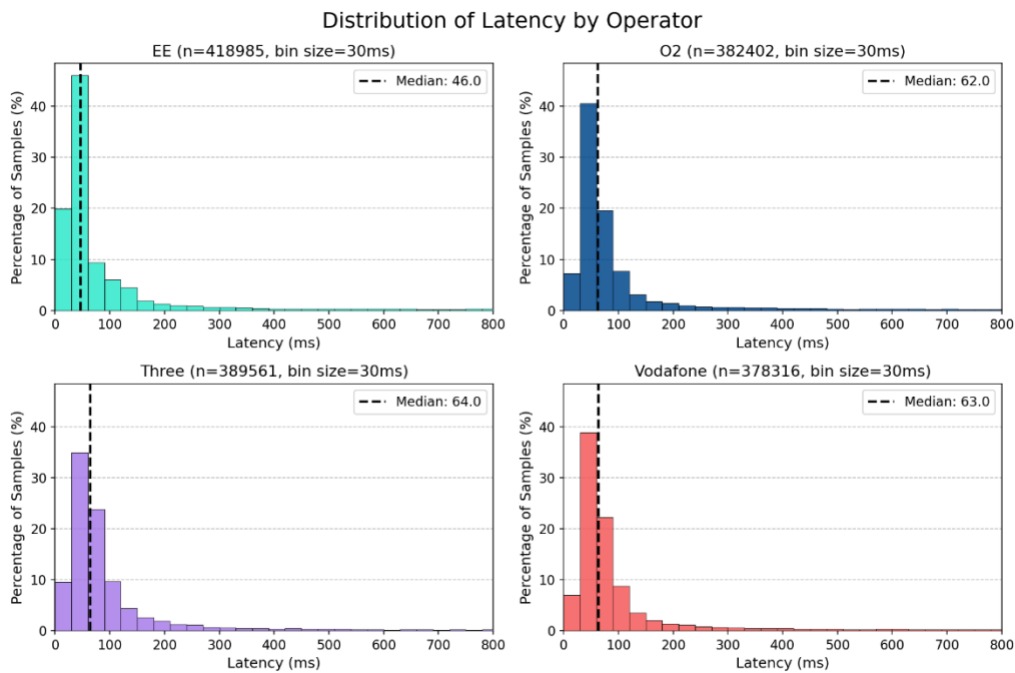 Distribution of Latency by Operator
EE (n=418985, bin size=30ms)
Median: 46.0
Percentage of Samples (%)
40
30
20
10
0
0 100 200 300 400 500 600 700 800
Latency (ms)
O2 (n=382402, bin size=30ms)
Median: 62.0
Percentage of Samples (%)
40
30
20
10
0
0 100 200 300 400 500 600 700 800
Latency (ms)
Three (n=389561, bin size=30ms)
Median: 64.0
Percentage of Samples (%)
40
30
20
10
0
0 100 200 300 400 500 600 700 800
Latency (ms)
Vodafone (n=378316, bin size=30ms)
Median: 63.0
Percentage of Samples (%)
40
30
20
10
0
0 100 200 300 400 500 600 700 800
Latency (ms)